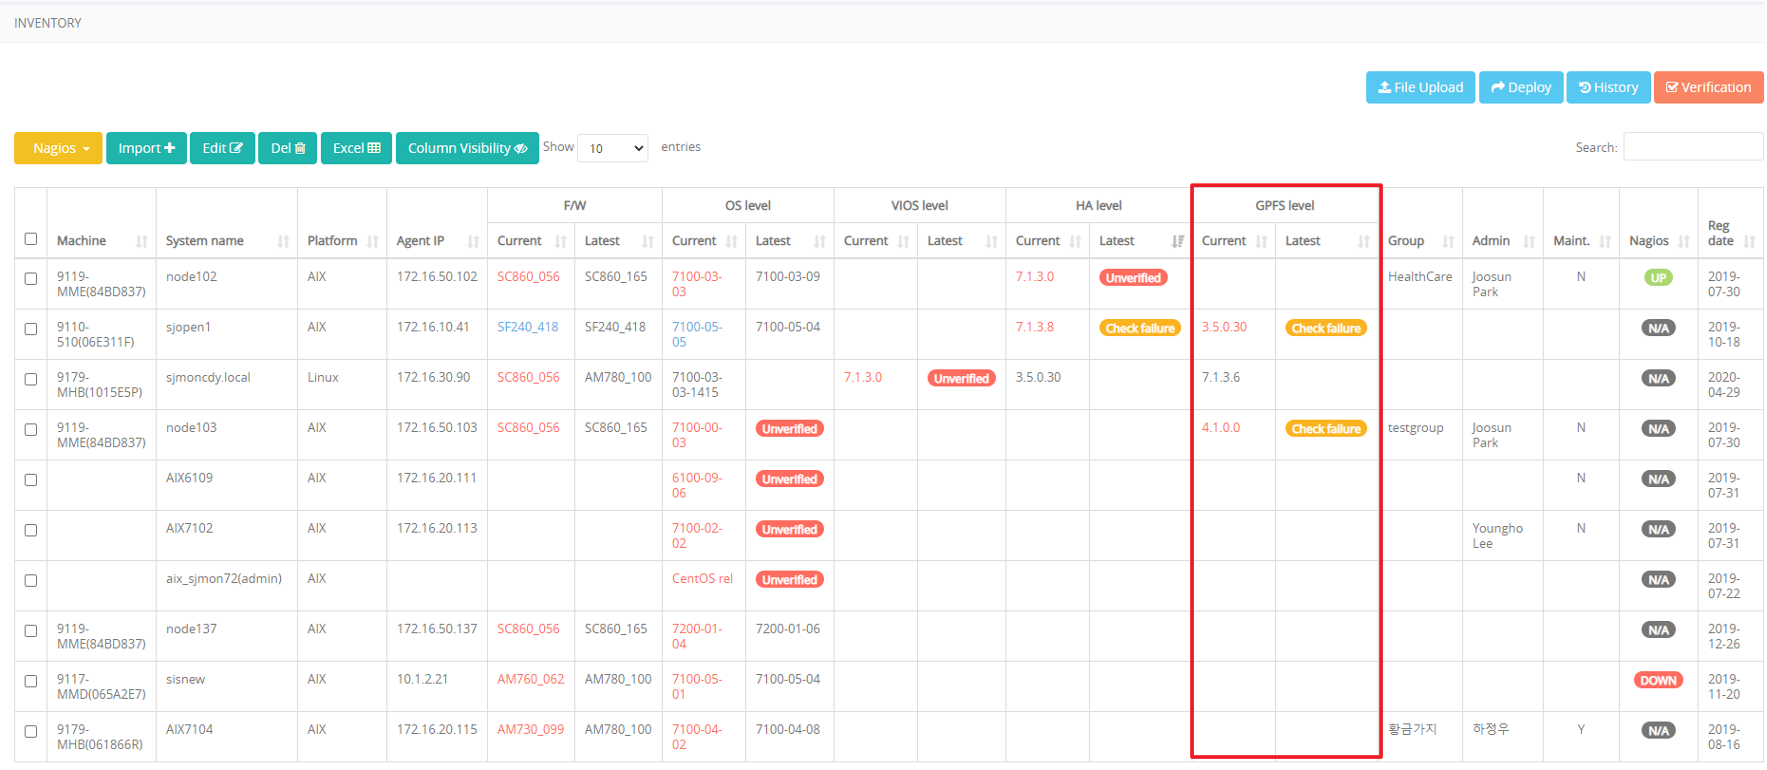 INVENTORY
File Upload Deploy History Verification
Nagios Import Edit Del Excel Column Visibility Show 10 entries Search:
F/W OS level VIOS level HA level GPFS level
Machine System name Platform Agent IP Current Latest Current Latest Current Latest Current Latest Current Latest Group Admin Maint. Nagios Reg
date
9119- node102 AIX 172.16.50.102 SC860_056 SC860_165 7100-03- 7100-03-09 7.1.3.0 Unverified HealthCare Joosun N UP 2019-
MME(84BD837) 03 Park 07-30
9110- sjopen1 AIX 172.16.10.41 SF240_418 SF240_418 7100-05- 7100-05-04 7.1.3.8 Check failure 3.5.0.30 Check failure N/A 2019-
510(06E311F) 05 10-18
9179- sjmoncdy.local Linux 172.16.30.90 SC860_056 AM780_100 7100-03- 7.1.3.0 Unverified 3.5.0.30 7.1.3.6 N/A 2020-
MHB(1015E5P) 03-1415 04-29
9119- node103 AIX 172.16.50.103 SC860_056 SC860_165 7100-00- Unverified 4.1.0.0 Check failure testgroup Joosun N N/A 2019-
MME(84BD837) 03 Park 07-30
AIX6109 AIX 172.16.20.111 6100-09- Unverified N N/A 2019-
06 07-31
AIX7102 AIX 172.16.20.113 7100-02- Unverified Youngho N N/A 2019-
02 Lee 07-31
aix_sjmon72(admin) AIX CentOS rel Unverified N/A 2019-
07-22
9119- node137 AIX 172.16.50.137 SC860_056 SC860_165 7200-01- 7200-01-06 N/A 2019-
MME(84BD837) 04 12-26
9117- sisnew AIX 10.1.2.21 AM760_062 AM780_100 7100-05- 7100-05-04 DOWN 2019-
MMD(065A2E7) 01 11-20
9179- AIX7104 AIX 172.16.20.115 AM730_099 AM780_100 7100-04- 7100-04-08 황금가지 하정우 Y N/A 2019-
MHB(061866R) 02 08-16